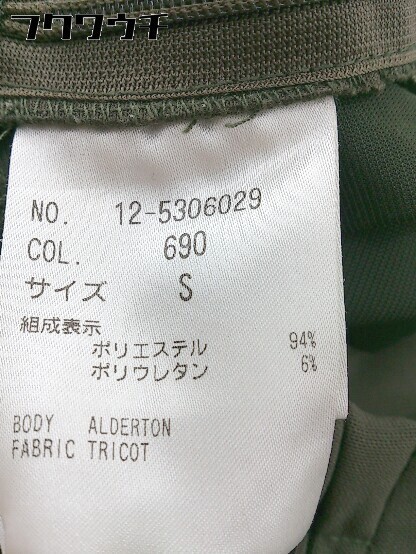 フクウウチ
NO. 12-5306029
COL. 690
サイズ S
組成表示
ポリエステル 94%
ポリウレタン 6%
BODY ALDERTON
FABRIC TRICOT